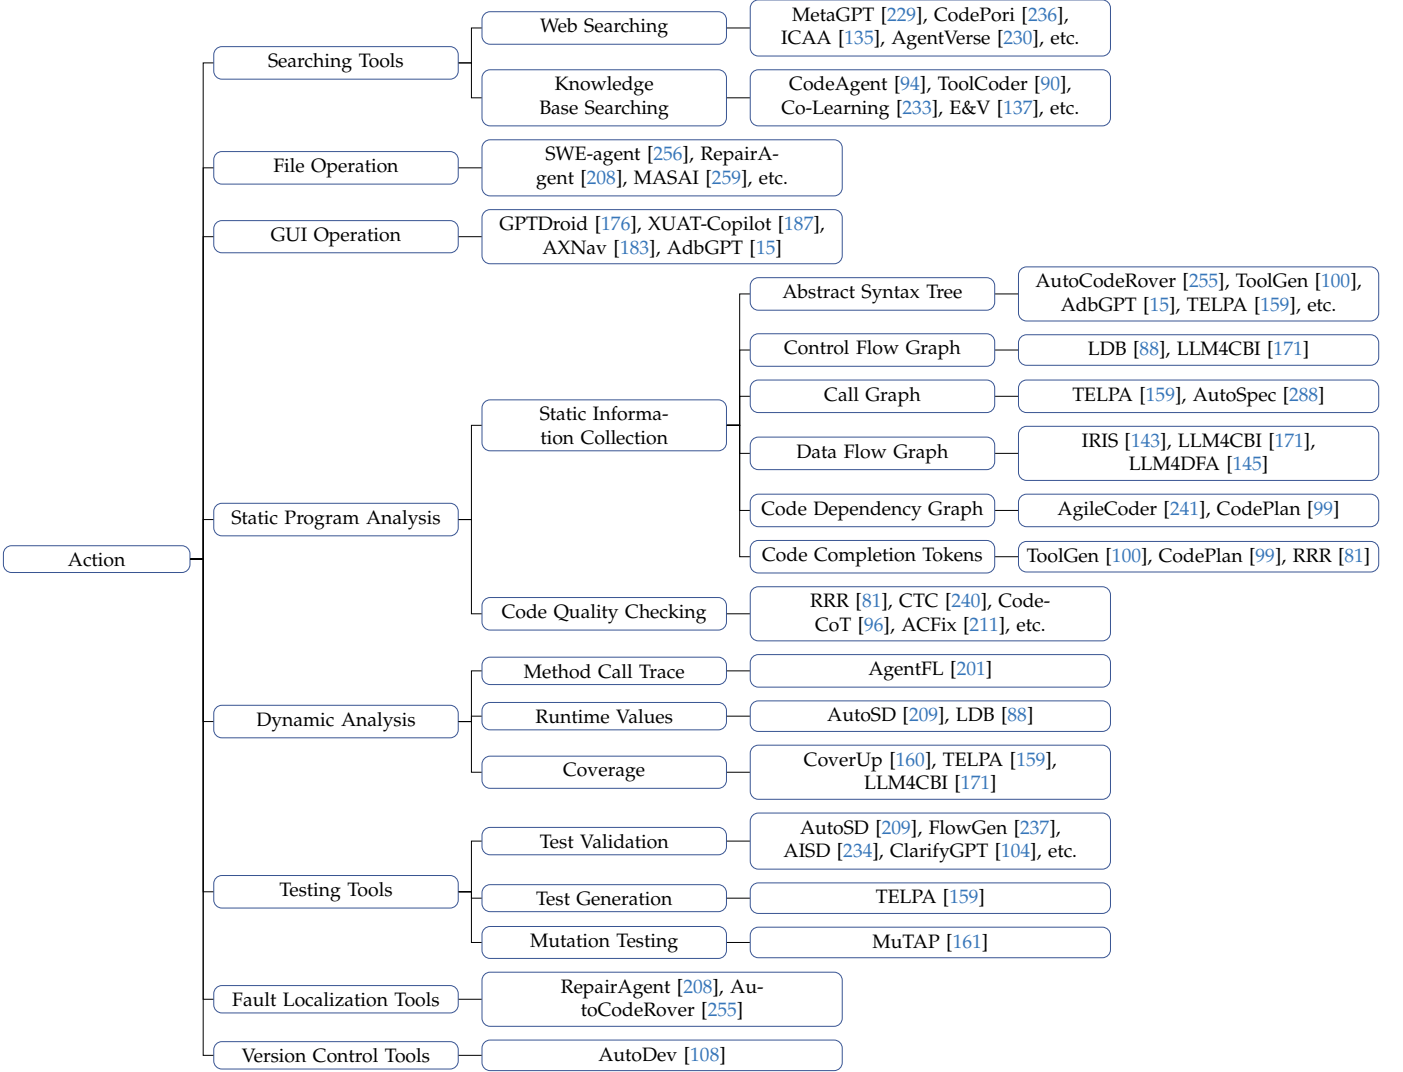 Action
Searching Tools
Web Searching
MetaGPT [229], CodePori [236],
ICAA [135], AgentVerse [230], etc.
Knowledge
Base Searching
CodeAgent [94], ToolCoder [90],
Co-Learning [233], E&V [137], etc.
File Operation
SWE-agent [256], RepairA-
gent [208], MASAI [259], etc.
GUI Operation
GPTDroid [176], XUAT-Copilot [187],
AXNav [183], AdbGPT [15]
Static Program Analysis
Static Informa-
tion Collection
Abstract Syntax Tree
AutoCodeRover [255], ToolGen [100],
AdbGPT [15], TELPA [159], etc.
Control Flow Graph
LDB [88], LLM4CBI [171]
Call Graph
TELPA [159], AutoSpec [288]
Data Flow Graph
IRIS [143], LLM4CBI [171],
LLM4DFA [145]
Code Dependency Graph
AgileCoder [241], CodePlan [99]
Code Completion Tokens
ToolGen [100], CodePlan [99], RRR [81]
Code Quality Checking
RRR [81], CTC [240], Code-
CoT [96], ACFix [211], etc.
Dynamic Analysis
Method Call Trace
AgentFL [201]
Runtime Values
AutoSD [209], LDB [88]
Coverage
CoverUp [160], TELPA [159],
LLM4CBI [171]
Testing Tools
Test Validation
AutoSD [209], FlowGen [237],
AISD [234], ClarifyGPT [104], etc.
Test Generation
TELPA [159]
Mutation Testing
MuTAP [161]
Fault Localization Tools
RepairAgent [208], Au-
toCodeRover [255]
Version Control Tools
AutoDev [108]